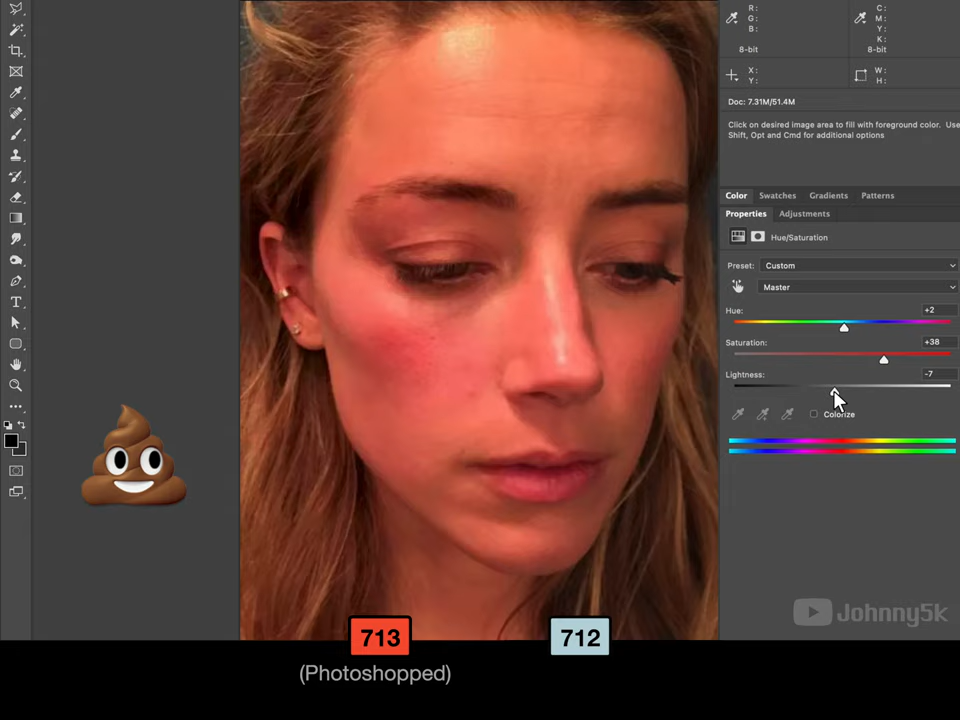 R:
G:
B:
8-bit
C:
M:
Y:
K:
8-bit
X:
Y:
W:
H:
Doc: 7.31M/51.4M
Click on desired image area to fill with foreground color. Use
Shift, Opt and Cmd for additional options
Color Swatches Gradients Patterns
Properties Adjustments
Hue/Saturation
Preset: Custom
Master
Hue: +2
Saturation: +38
Lightness: -7
Colorize
Johnny5k
713 712
(Photoshopped)